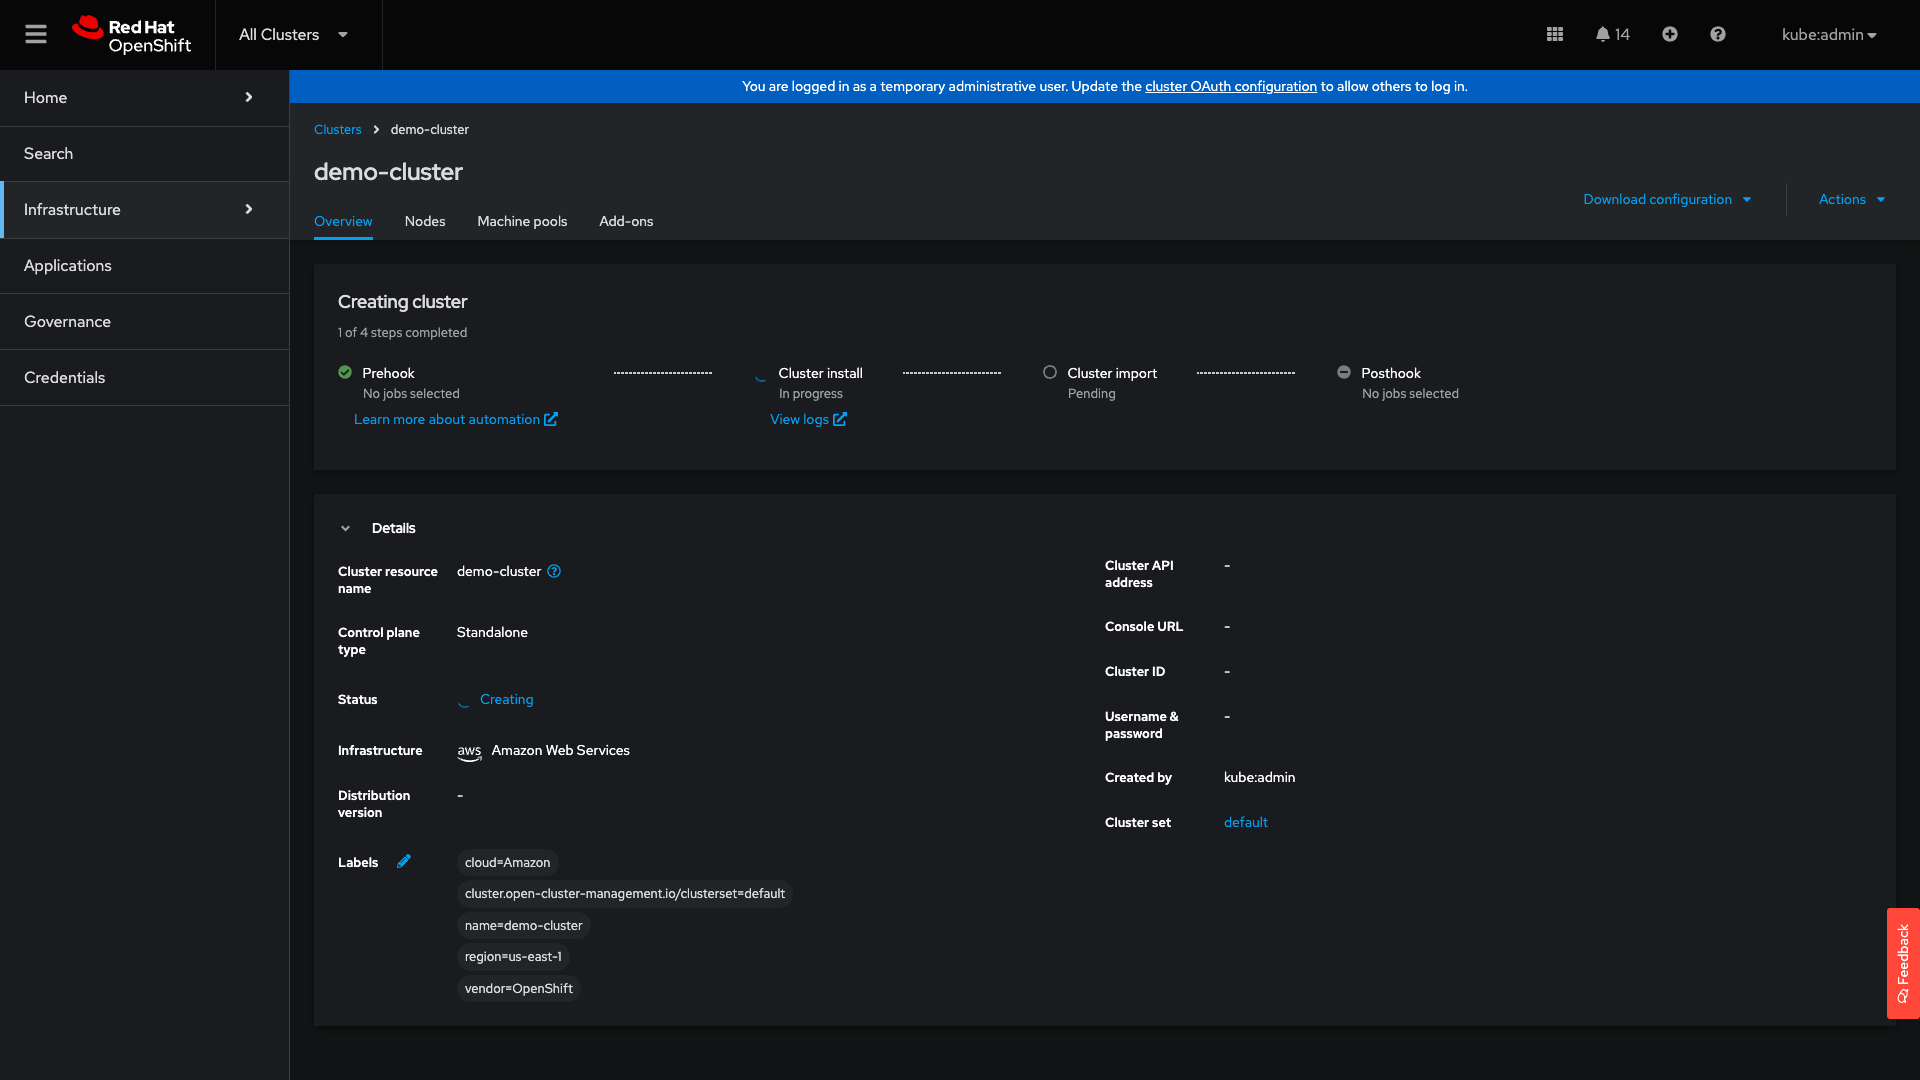 Red Hat
OpenShift
All Clusters
14
kube:admin
Home
Search
Infrastructure
Applications
Governance
Credentials
You are logged in as a temporary administrative user. Update the cluster OAuth configuration to allow others to log in.
Clusters
demo-cluster
demo-cluster
Download configuration
Actions
Overview
Nodes
Machine pools
Add-ons
Creating cluster
1 of 4 steps completed
Prehook
No jobs selected
Learn more about automation
Cluster install
In progress
View logs
Cluster import
Pending
Posthook
No jobs selected
Details
Cluster resource
name
demo-cluster
Control plane
type
Standalone
Status
Creating
Infrastructure
aws
Amazon Web Services
Distribution
version
-
Labels
cloud=Amazon
cluster.open-cluster-management.io/clusterset=default
name=demo-cluster
region=us-east-1
vendor=OpenShift
Cluster API
address
-
Console URL
-
Cluster ID
-
Username &
password
-
Created by
kube:admin
Cluster set
default
Feedback